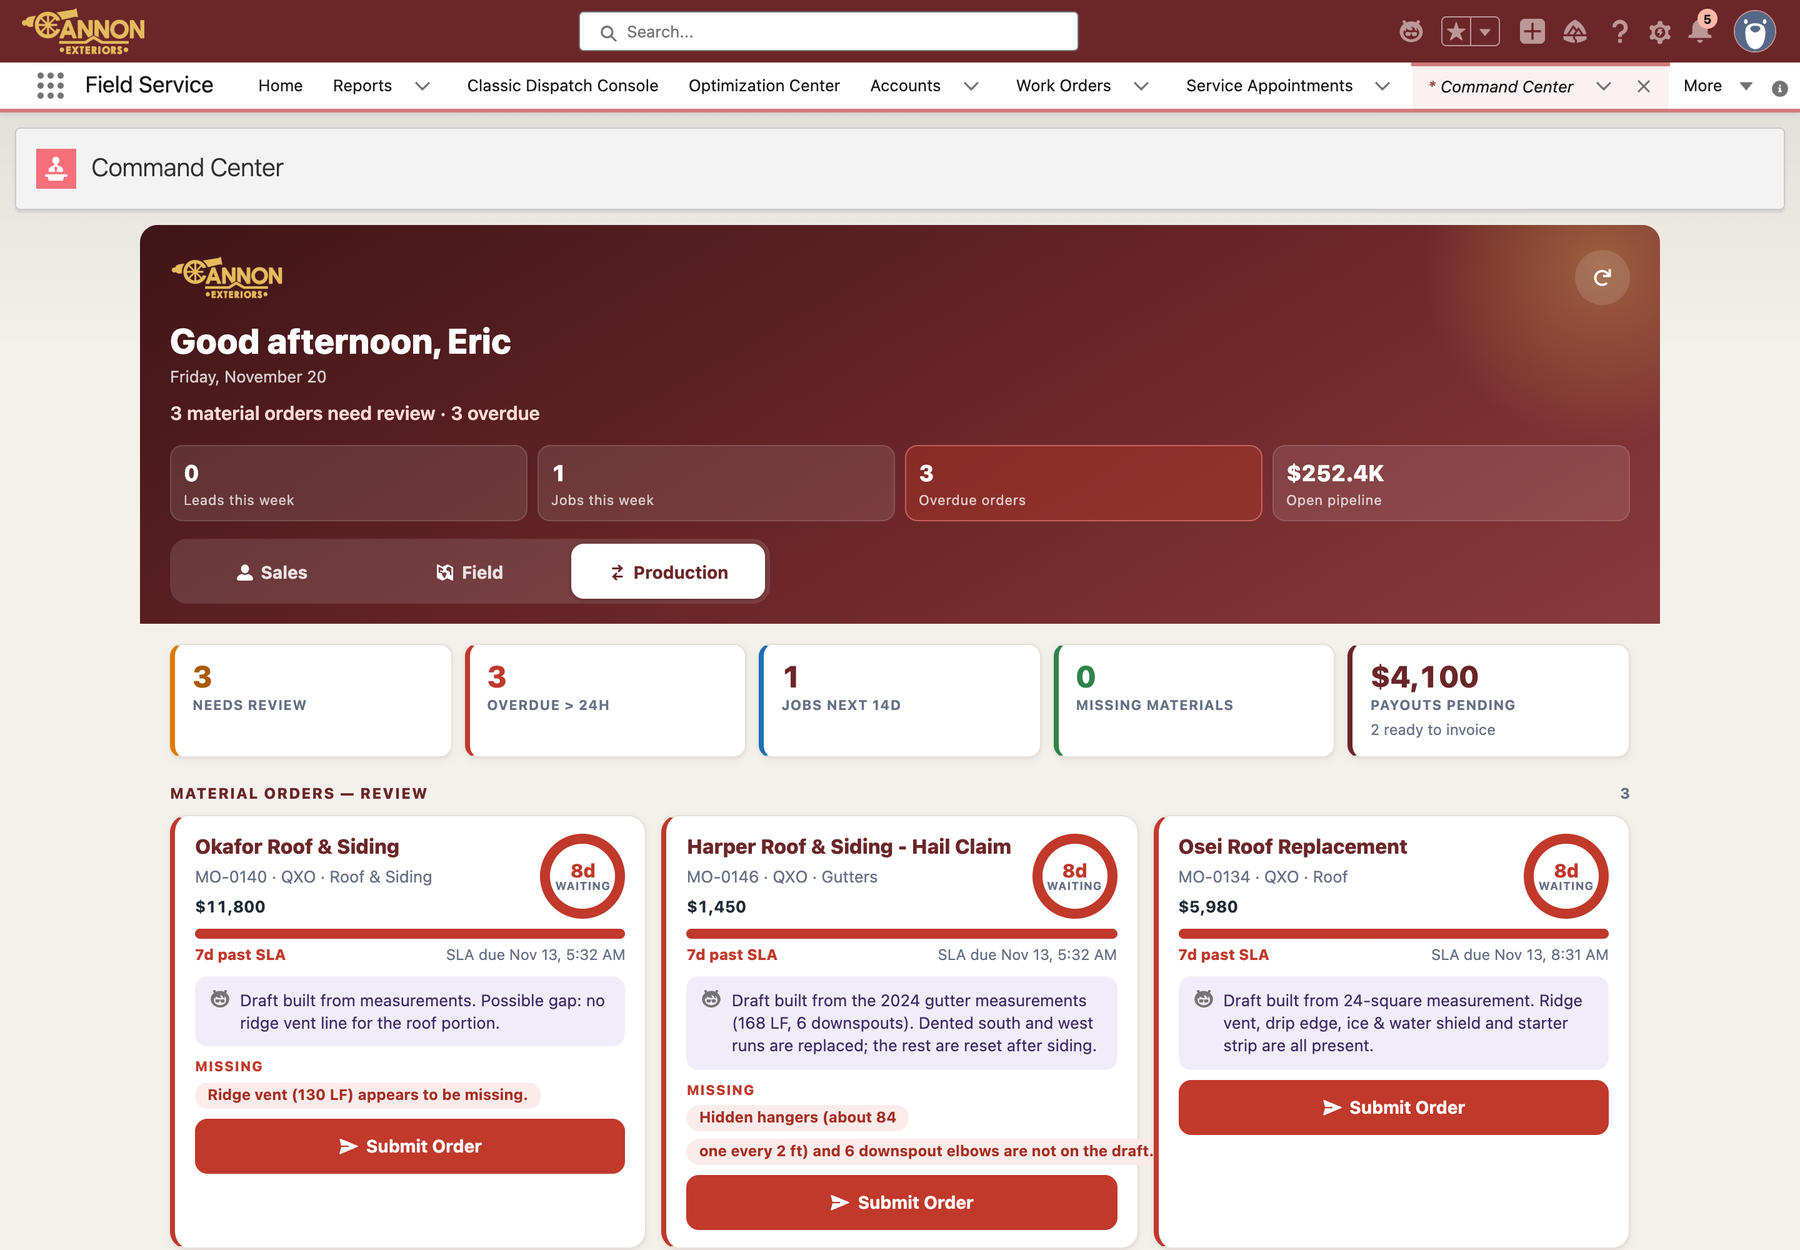 CANNON
•EXTERIORS•
Search...
5
Field Service
Home
Reports
Classic Dispatch Console
Optimization Center
Accounts
Work Orders
Service Appointments
* Command Center
More
Command Center
CANNON
•EXTERIORS•
Good afternoon, Eric
Friday, November 20
3 material orders need review · 3 overdue
0
Leads this week
1
Jobs this week
3
Overdue orders
$252.4K
Open pipeline
Sales
Field
Production
3
NEEDS REVIEW
3
OVERDUE > 24H
1
JOBS NEXT 14D
0
MISSING MATERIALS
$4,100
PAYOUTS PENDING
2 ready to invoice
MATERIAL ORDERS — REVIEW
3
Okafor Roof & Siding
MO-0140 · QXO · Roof & Siding
$11,800
8d
WAITING
7d past SLA
SLA due Nov 13, 5:32 AM
Draft built from measurements. Possible gap: no
ridge vent line for the roof portion.
MISSING
Ridge vent (130 LF) appears to be missing.
Submit Order
Harper Roof & Siding - Hail Claim
MO-0146 · QXO · Gutters
$1,450
8d
WAITING
7d past SLA
SLA due Nov 13, 5:32 AM
Draft built from the 2024 gutter measurements
(168 LF, 6 downspouts). Dented south and west
runs are replaced; the rest are reset after siding.
MISSING
Hidden hangers (about 84
one every 2 ft) and 6 downspout elbows are not on the draft.
Submit Order
Osei Roof Replacement
MO-0134 · QXO · Roof
$5,980
8d
WAITING
7d past SLA
SLA due Nov 13, 8:31 AM
Draft built from 24-square measurement. Ridge
vent, drip edge, ice & water shield and starter
strip are all present.
Submit Order